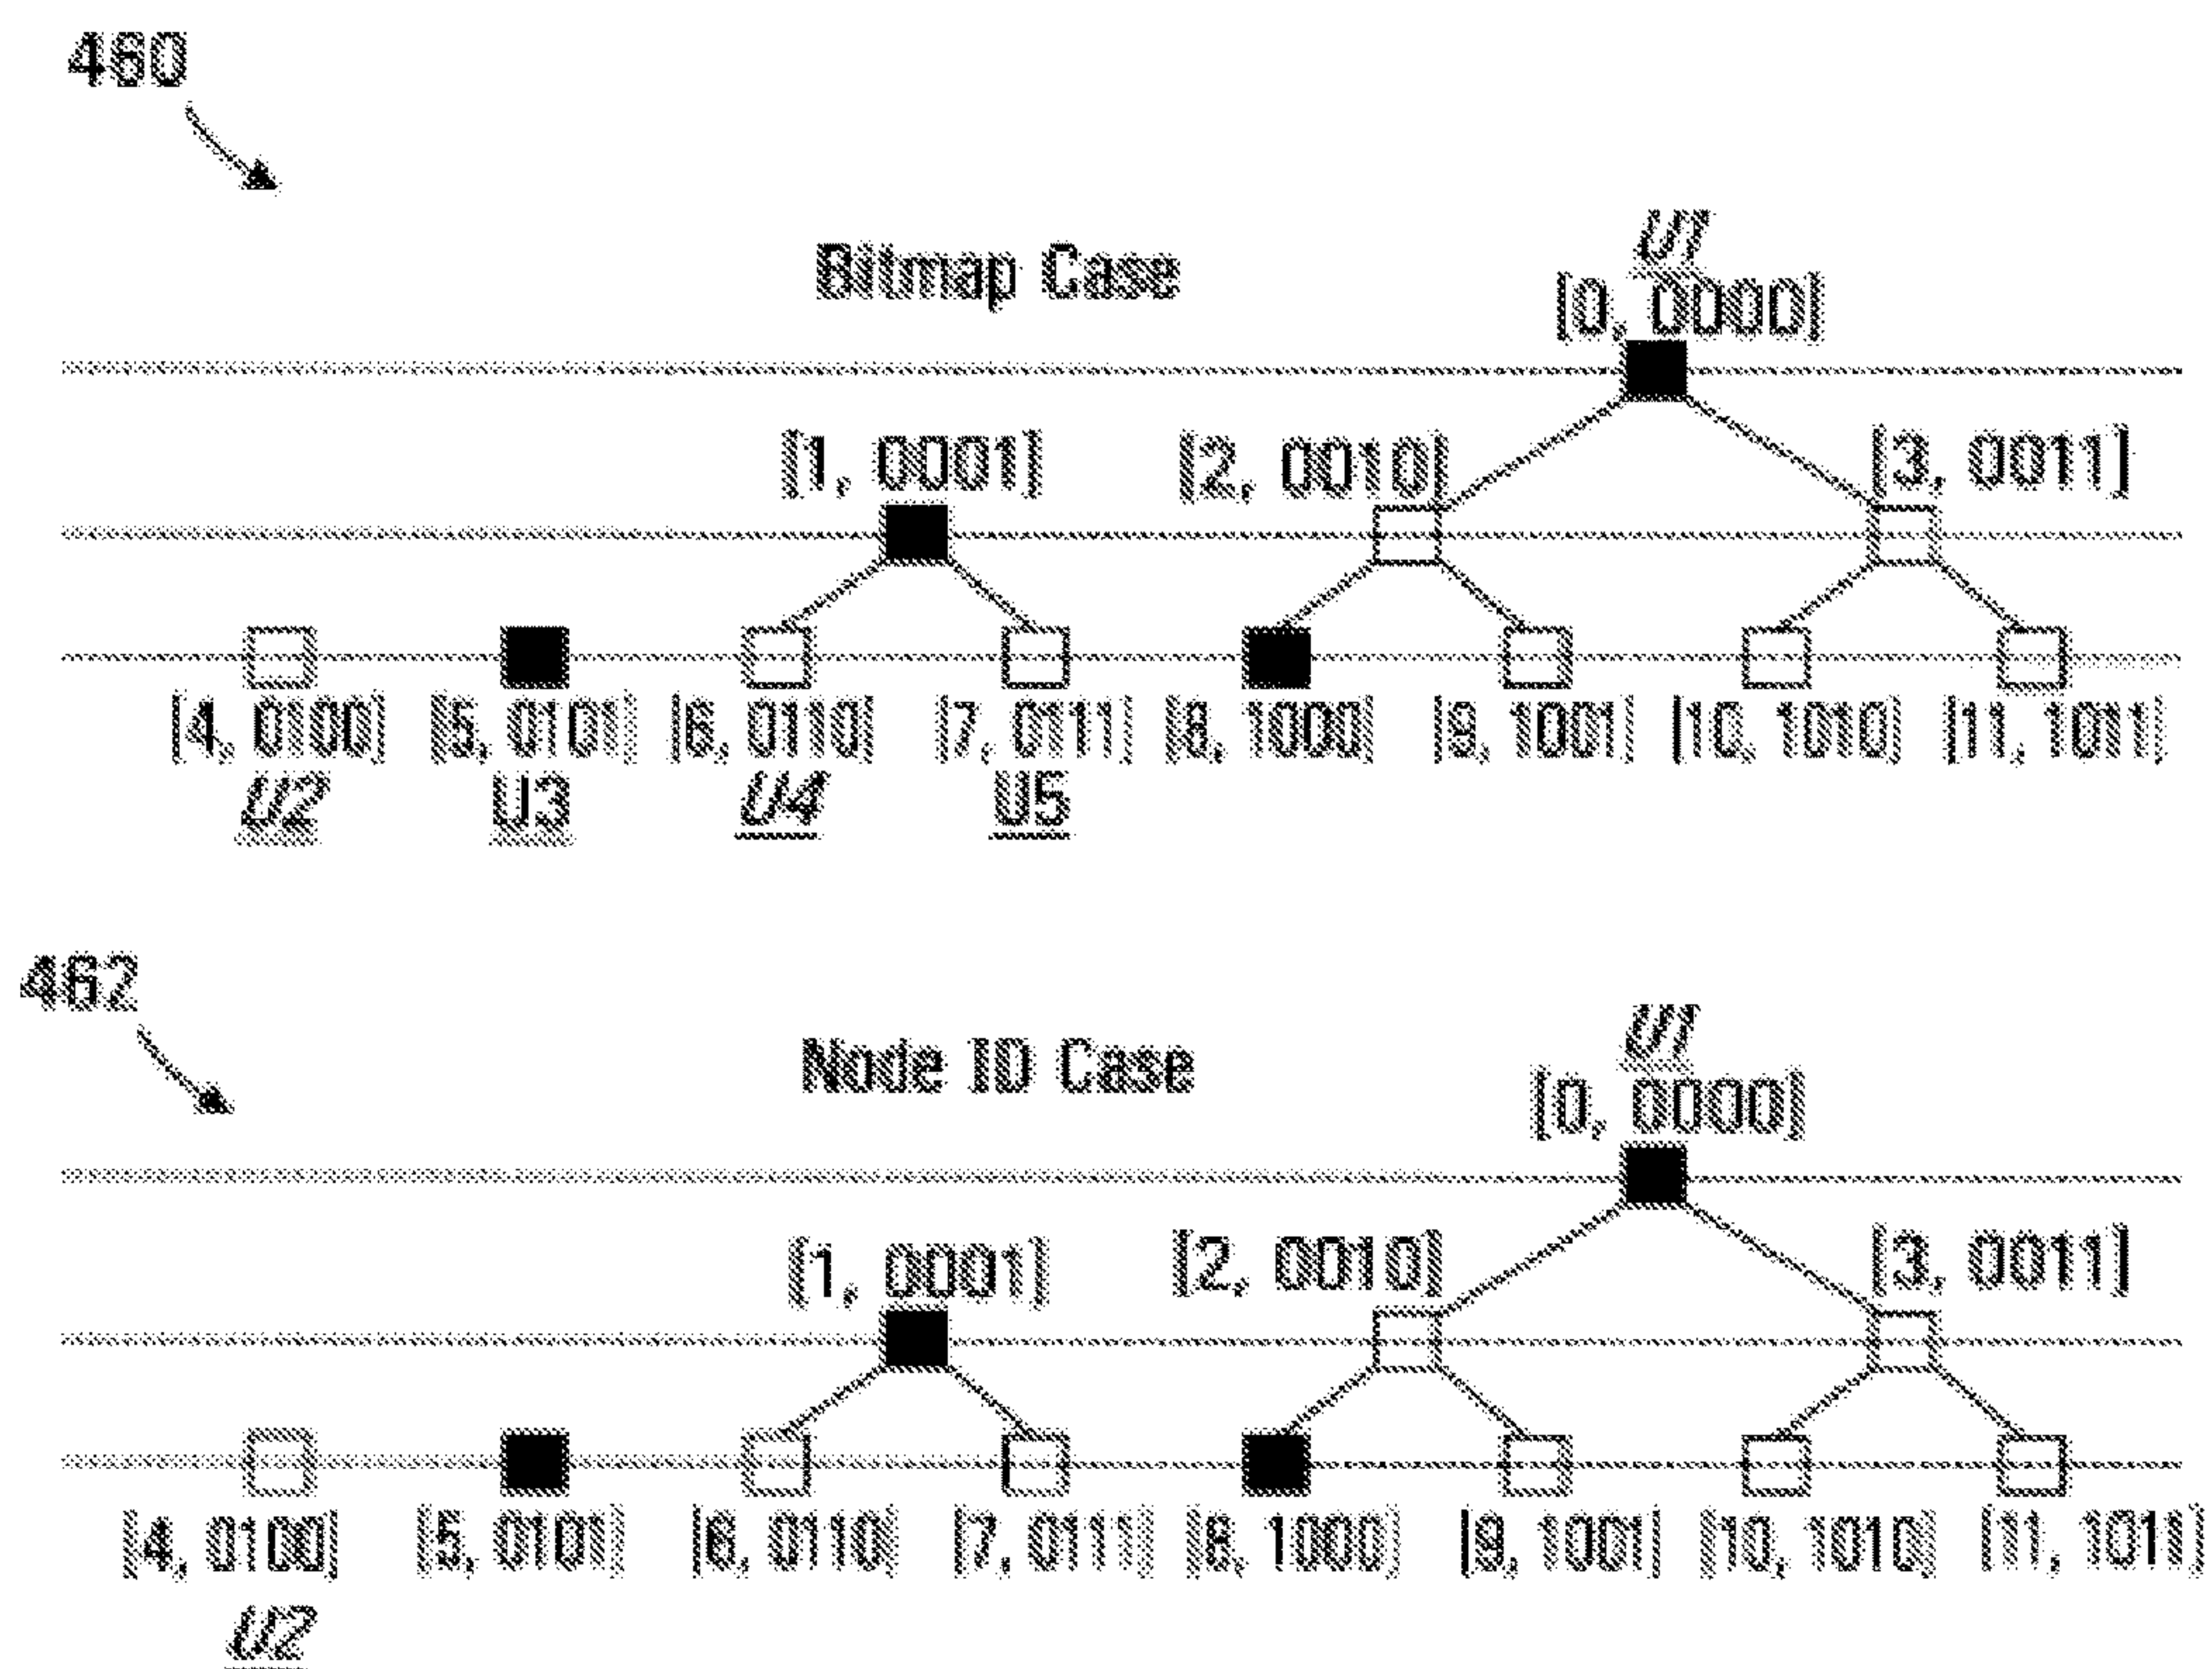 460
Bitmap Case
U1
[0, 0000]
[1, 0001] [2, 0010] [3, 0011]
[4, 0100] [5, 0101] [6, 0110] [7, 0111] [8, 1000] [9, 1001] [10, 1010] [11, 1011]
U2 U3 U4 U5
462
Node ID Case
U1
[0, 0000]
[1, 0001] [2, 0010] [3, 0011]
[4, 0100] [5, 0101] [6, 0110] [7, 0111] [8, 1000] [9, 1001] [10, 1010] [11, 1011]
U2